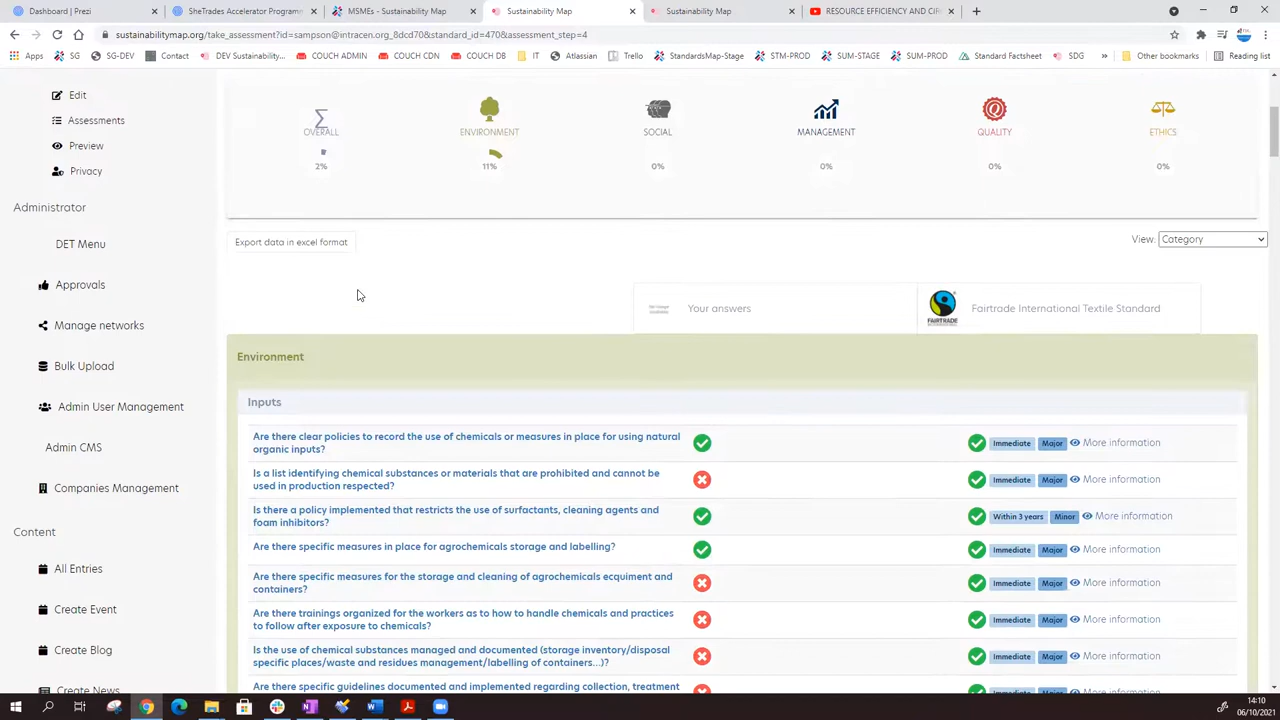 Dashboard | Prezi
SheTrades Accelerator Programm
MSMEs - Sustainability Map
Sustainability Map
Sustainability Map
RESOURCE EFFICIENCY AND CIR
sustainabilitymap.org/take_assessment?id=sampson@intracen.org_8dcd70&standard_id=470&assessment_step=4
Apps
SG
SG-DEV
Contact
DEV Sustainability...
COUCH ADMIN
COUCH CDN
COUCH DB
IT
Atlassian
Trello
StandardsMap-Stage
STM-PROD
SUM-STAGE
SUM-PROD
Standard Factsheet
SDG
Other bookmarks
Reading list
Edit
Assessments
Preview
Privacy
Administrator
DET Menu
Approvals
Manage networks
Bulk Upload
Admin User Management
Admin CMS
Companies Management
Content
All Entries
Create Event
Create Blog
Create News
OVERALL
ENVIRONMENT
SOCIAL
MANAGEMENT
QUALITY
ETHICS
2%
11%
0%
0%
0%
0%
Export data in excel format
View:
Category
Your answers
FAIRTRADE
Fairtrade International Textile Standard
Environment
Inputs
Are there clear policies to record the use of chemicals or measures in place for using natural
organic inputs?
Immediate Major More information
Is a list identifying chemical substances or materials that are prohibited and cannot be
used in production respected?
Immediate Major More information
Is there a policy implemented that restricts the use of surfactants, cleaning agents and
foam inhibitors?
Within 3 years Minor More information
Are there specific measures in place for agrochemicals storage and labelling?
Immediate Major More information
Are there specific measures for the storage and cleaning of agrochemicals ecquiment and
containers?
Immediate Major More information
Are there trainings organized for the workers as to how to handle chemicals and practices
to follow after exposure to chemicals?
Immediate Major More information
Is the use of chemical substances managed and documented (storage inventory/disposal
specific places/waste and residues management/labelling of containers...)?
Immediate Major More information
Are there specific guidelines documented and implemented regarding collection, treatment
Immediate Major More information
14:10
06/10/2021